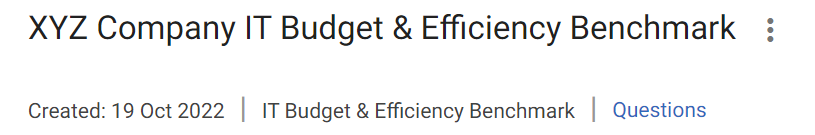 XYZ Company IT Budget & Efficiency Benchmark
Created: 19 Oct 2022 | IT Budget & Efficiency Benchmark | Questions